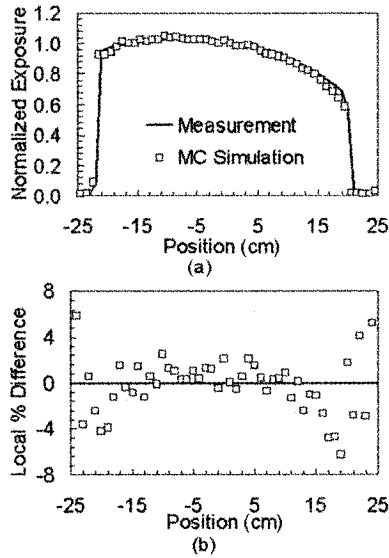 1.2
1.0
0.8
0.6
0.4
0.2
0.0
Normalized Exposure
Measurement
MC Simulation
-25 -15 -5 5 15 25
Position (cm)
(a)
8
4
0
-4
-8
Local % Difference
-25 -15 -5 5 15 25
Position (cm)
(b)